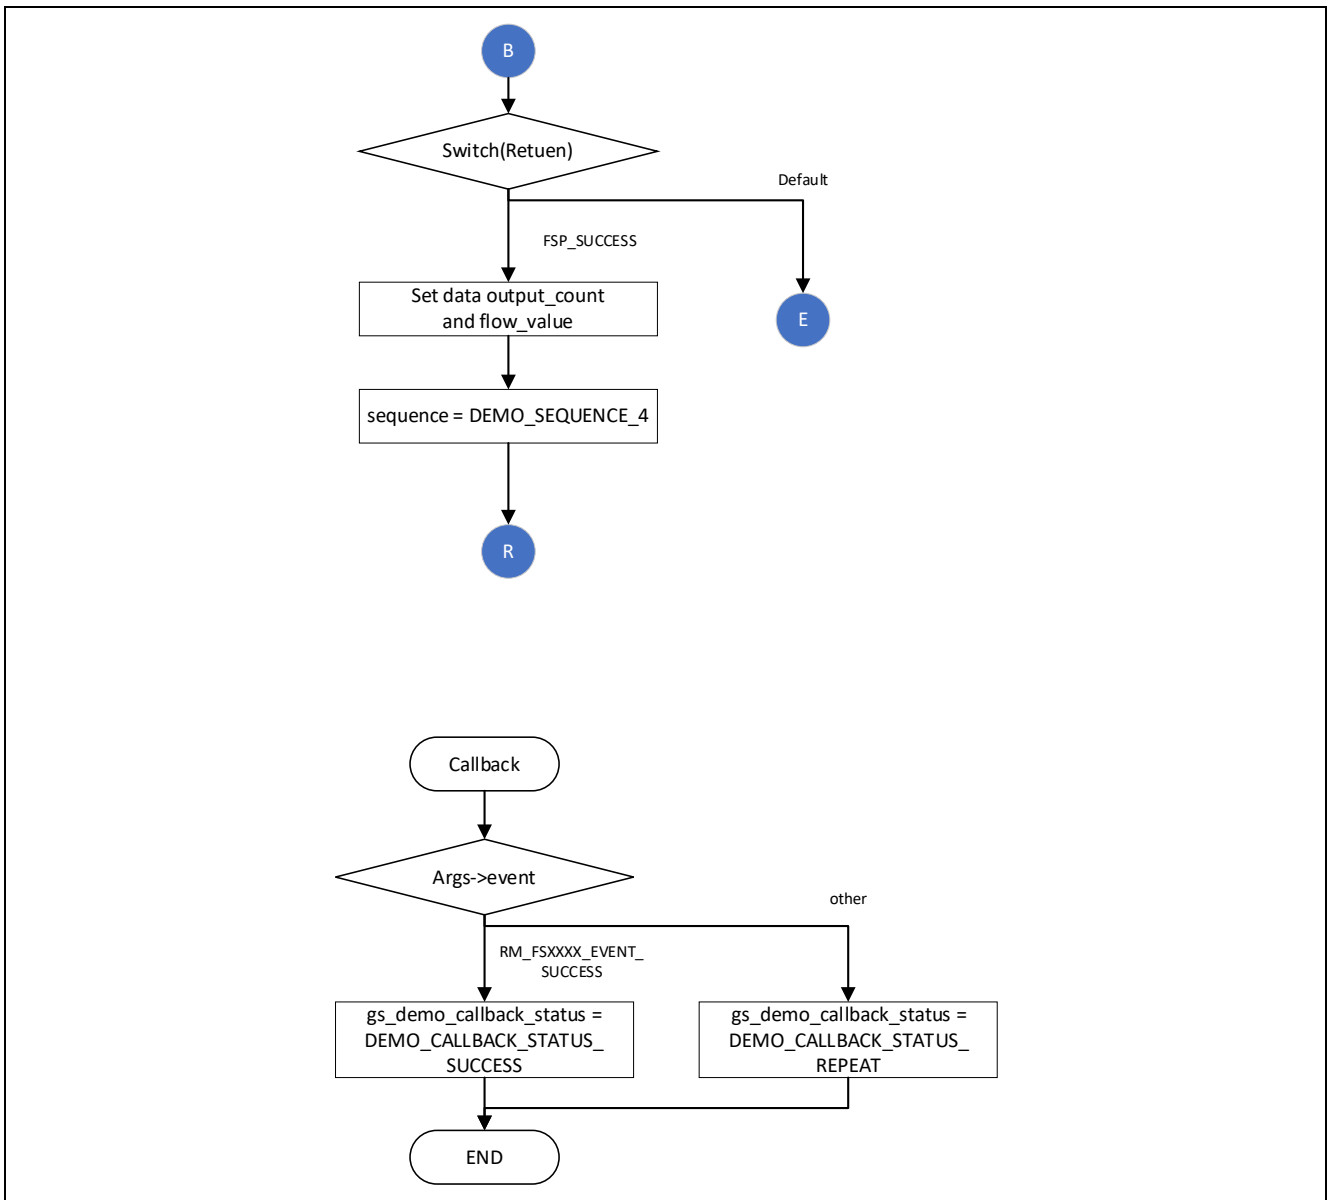 B
Switch(Retuen)
Default
FSP_SUCCESS
Set data output_count
and flow_value
E
sequence = DEMO_SEQUENCE_4
R
Callback
Args->event
other
RM_FSXXXX_EVENT_
SUCCESS
gs_demo_callback_status =
DEMO_CALLBACK_STATUS_
SUCCESS
gs_demo_callback_status =
DEMO_CALLBACK_STATUS_
REPEAT
END